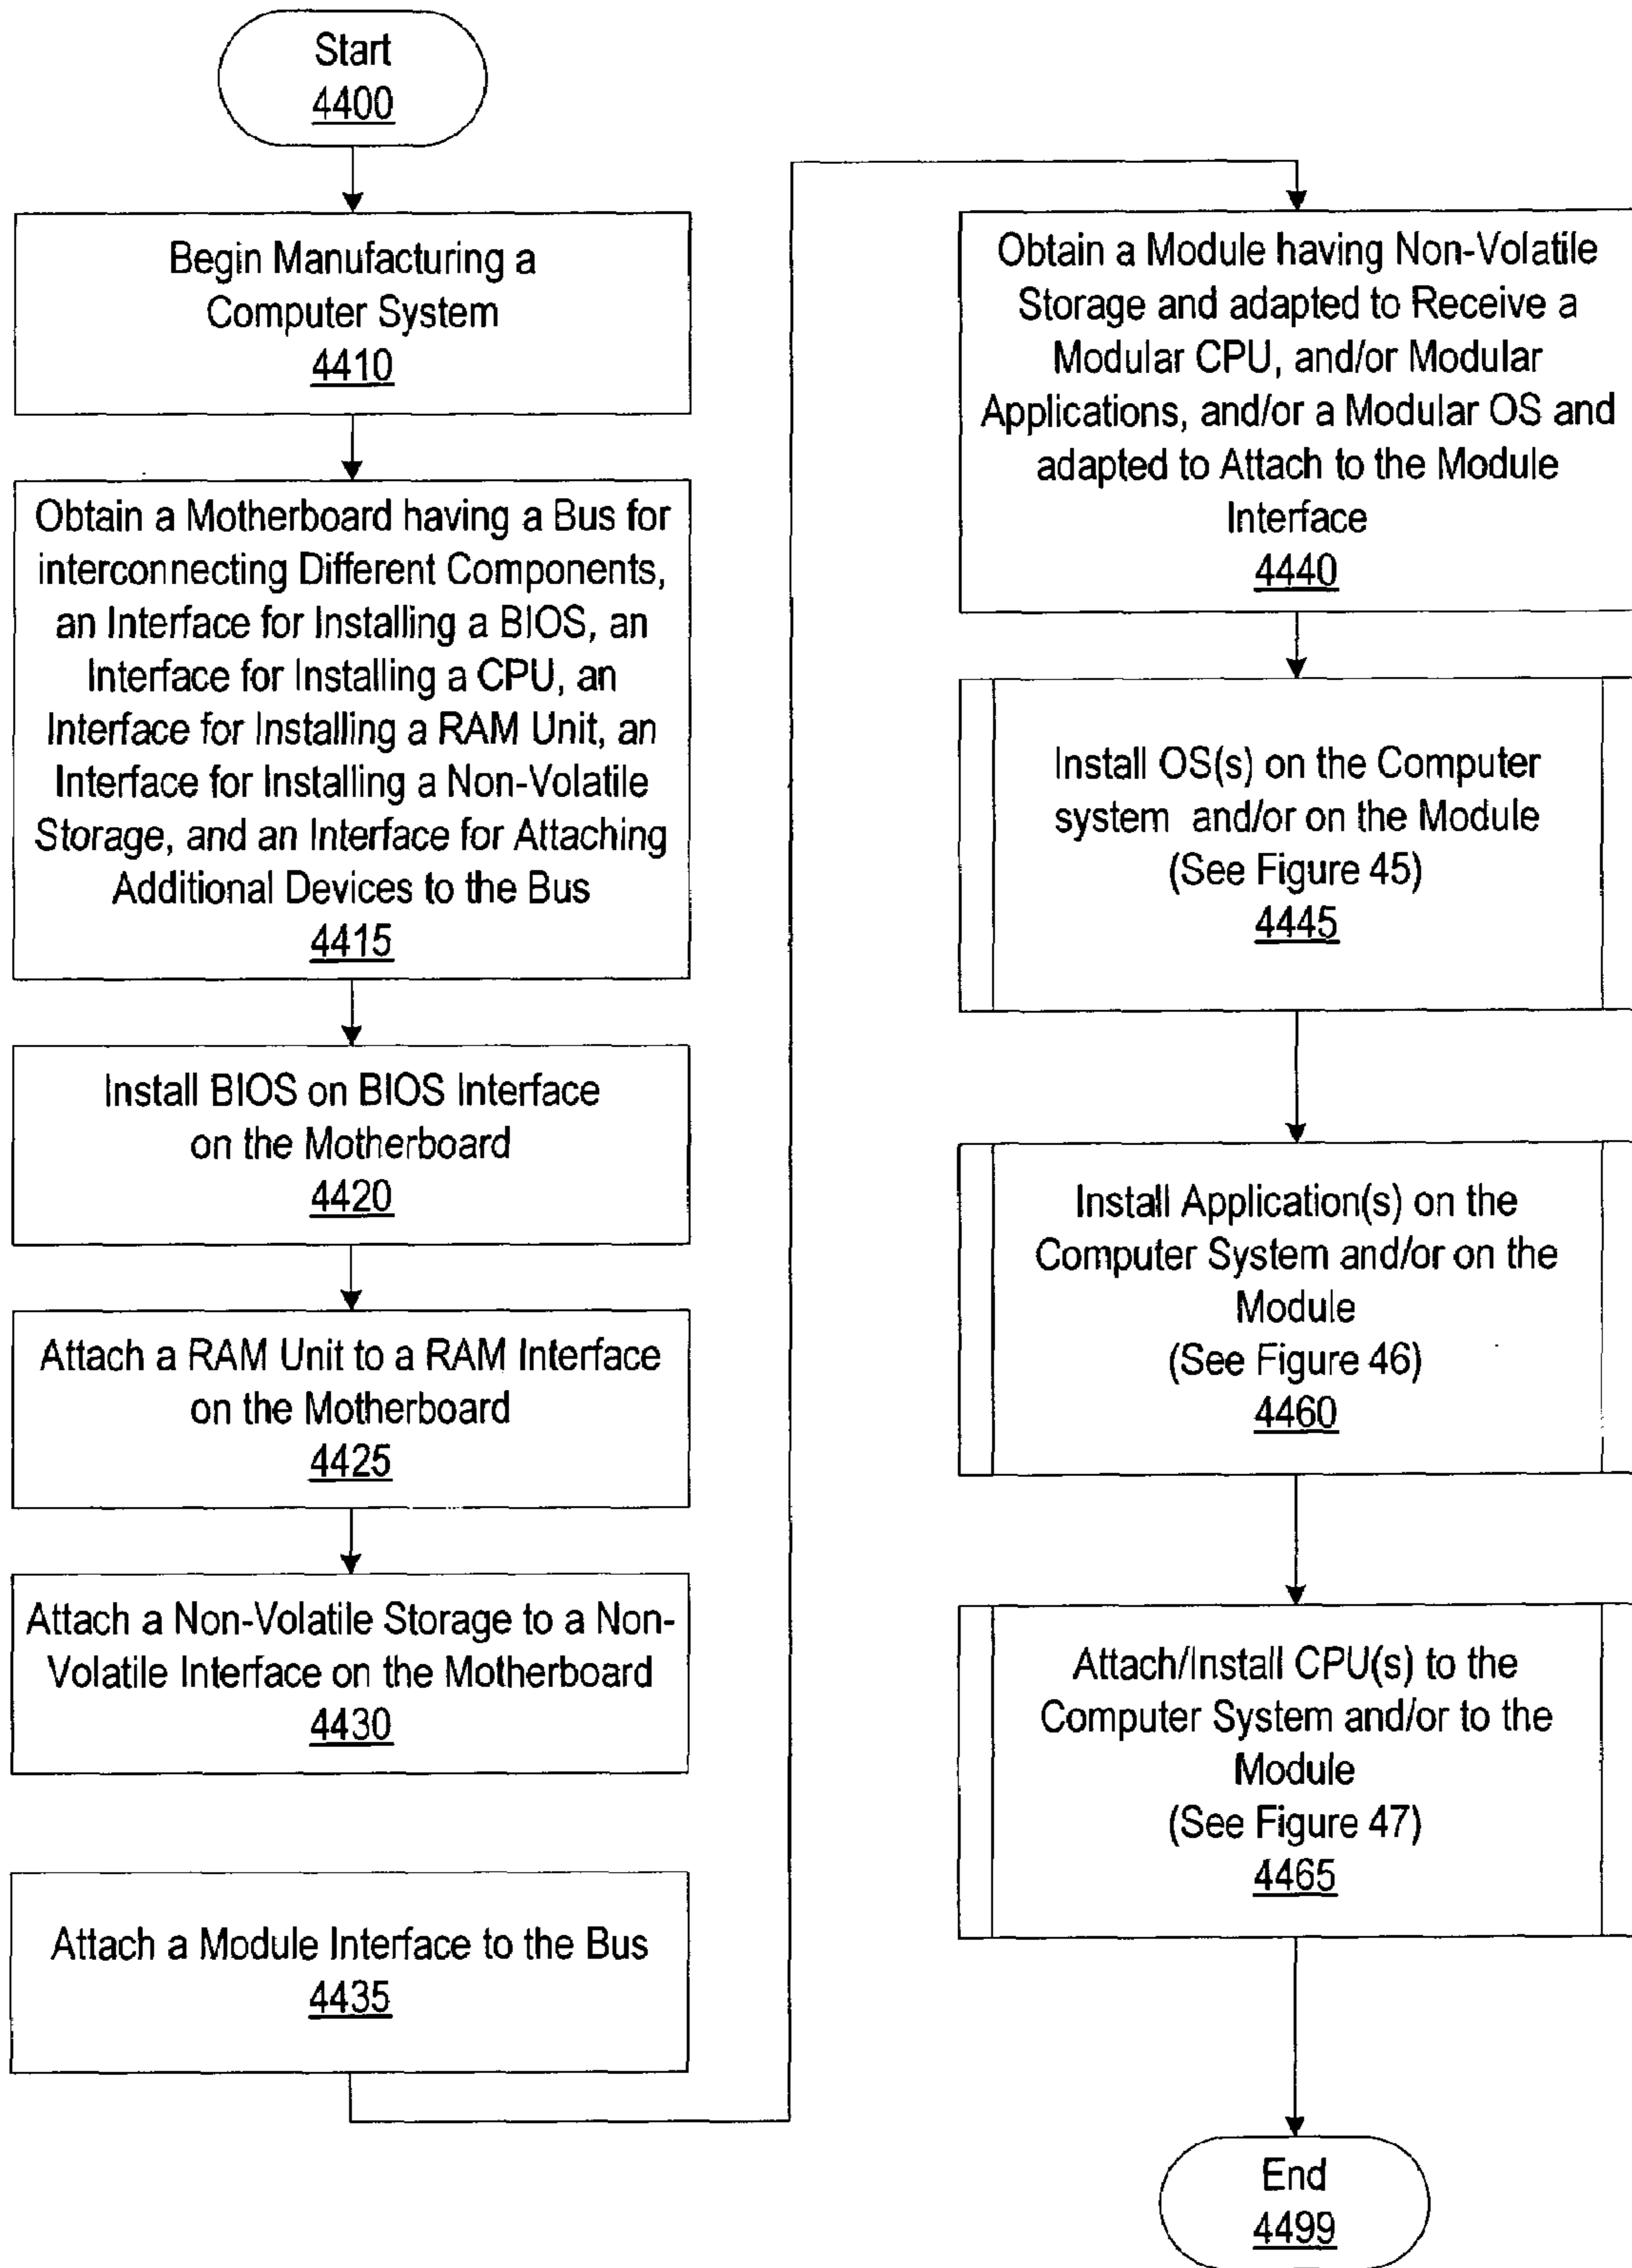 Start
4400
Begin Manufacturing a
Computer System
4410
Obtain a Motherboard having a Bus for
interconnecting Different Components,
an Interface for Installing a BIOS, an
Interface for Installing a CPU, an
Interface for Installing a RAM Unit, an
Interface for Installing a Non-Volatile
Storage, and an Interface for Attaching
Additional Devices to the Bus
4415
Install BIOS on BIOS Interface
on the Motherboard
4420
Attach a RAM Unit to a RAM Interface
on the Motherboard
4425
Attach a Non-Volatile Storage to a Non-
Volatile Interface on the Motherboard
4430
Attach a Module Interface to the Bus
4435
Obtain a Module having Non-Volatile
Storage and adapted to Receive a
Modular CPU, and/or Modular
Applications, and/or a Modular OS and
adapted to Attach to the Module
Interface
4440
Install OS(s) on the Computer
system and/or on the Module
(See Figure 45)
4445
Install Application(s) on the
Computer System and/or on the
Module
(See Figure 46)
4460
Attach/Install CPU(s) to the
Computer System and/or to the
Module
(See Figure 47)
4465
End
4499